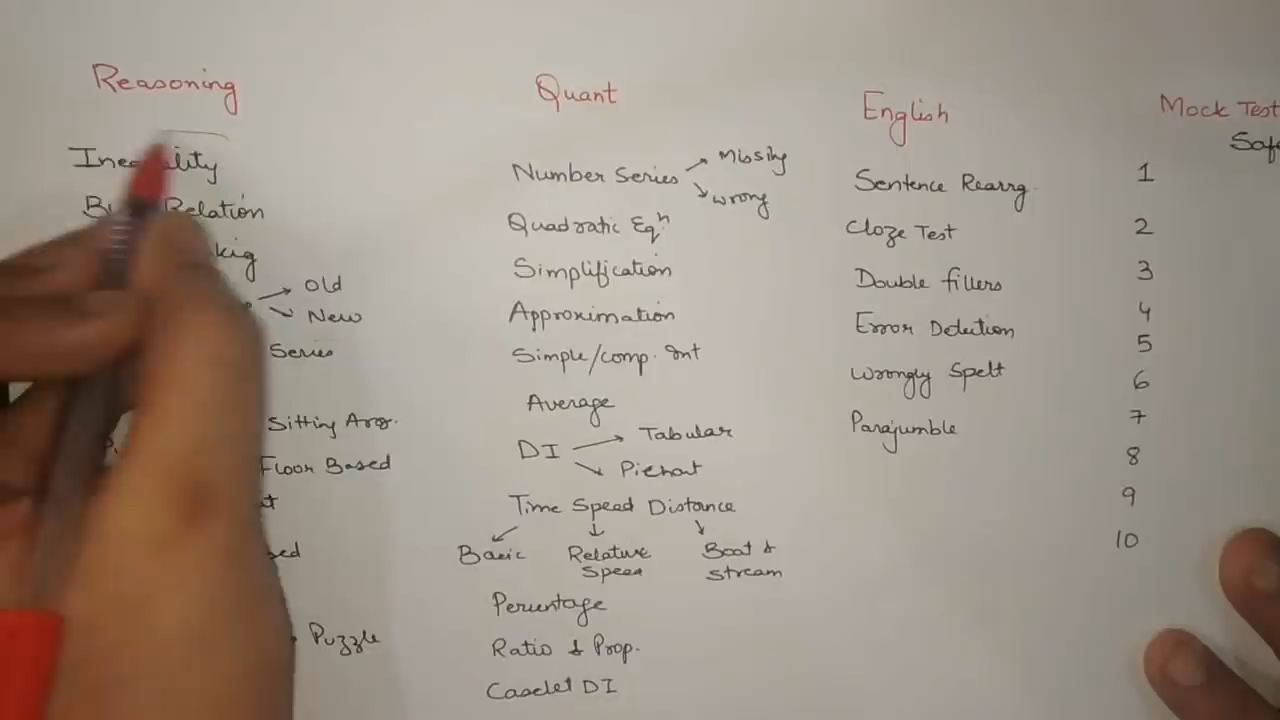 Reasoning
Relation
Old
New
Series
Sitting Arrg.
Floor Based
Puzzle
Quant
Number Series
Missing
Wrong
Quadratic Eqⁿ
Simplification
Approximation
Simple/comp. Int
Average
DI
Tabular
Piechart
Time Speed Distance
Basic
Relative Speed
Boat & stream
Percentage
Ratio & Prop.
Caselet DI
English
Sentence Rearrg.
Cloze Test
Double fillers
Error Detection
Wrongly Spelt
Parajumble
Mock Test
1
2
3
4
5
6
7
8
9
10